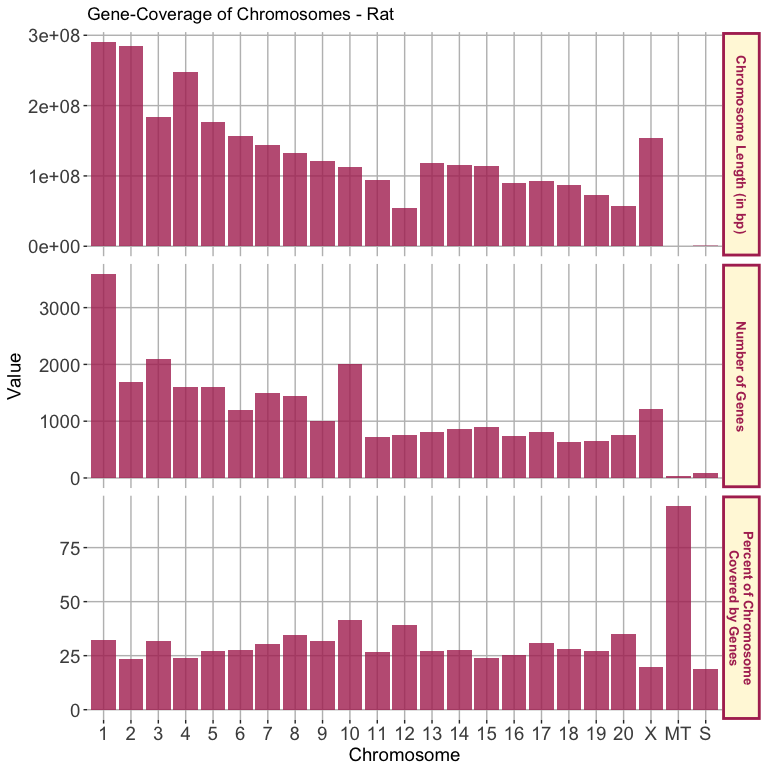 Gene-Coverage of Chromosomes - Rat
3e+08
2e+08
1e+08
0e+00
Chromosome Length (in bp)
3000
2000
1000
0
Number of Genes
75
50
25
0
Percent of Chromosome
Covered by Genes
Value
1 2 3 4 5 6 7 8 9 10 11 12 13 14 15 16 17 18 19 20 X MT S
Chromosome